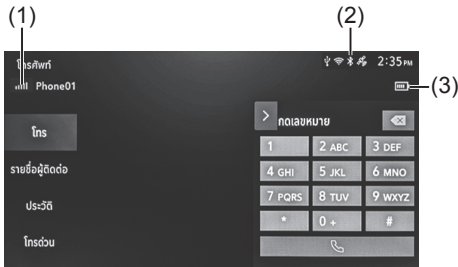 (1)
(2)
โทรศัพท์
2:35 PM
Phone01
(3)
กดเลขหมาย
โทร
1
2 ABC
3 DEF
รายชื่อผู้ติดต่อ
4 GHI
5 JKL
6 MNO
ประวัติ
7 PQRS
8 TUV
9 WXYZ
โทรด่วน
*
0 +
#